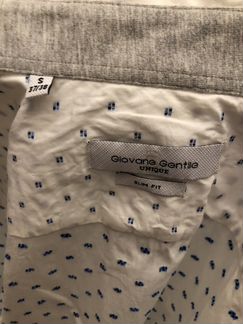 S
37/38
Giovane Gentile
UNIQUE
SLIM FIT